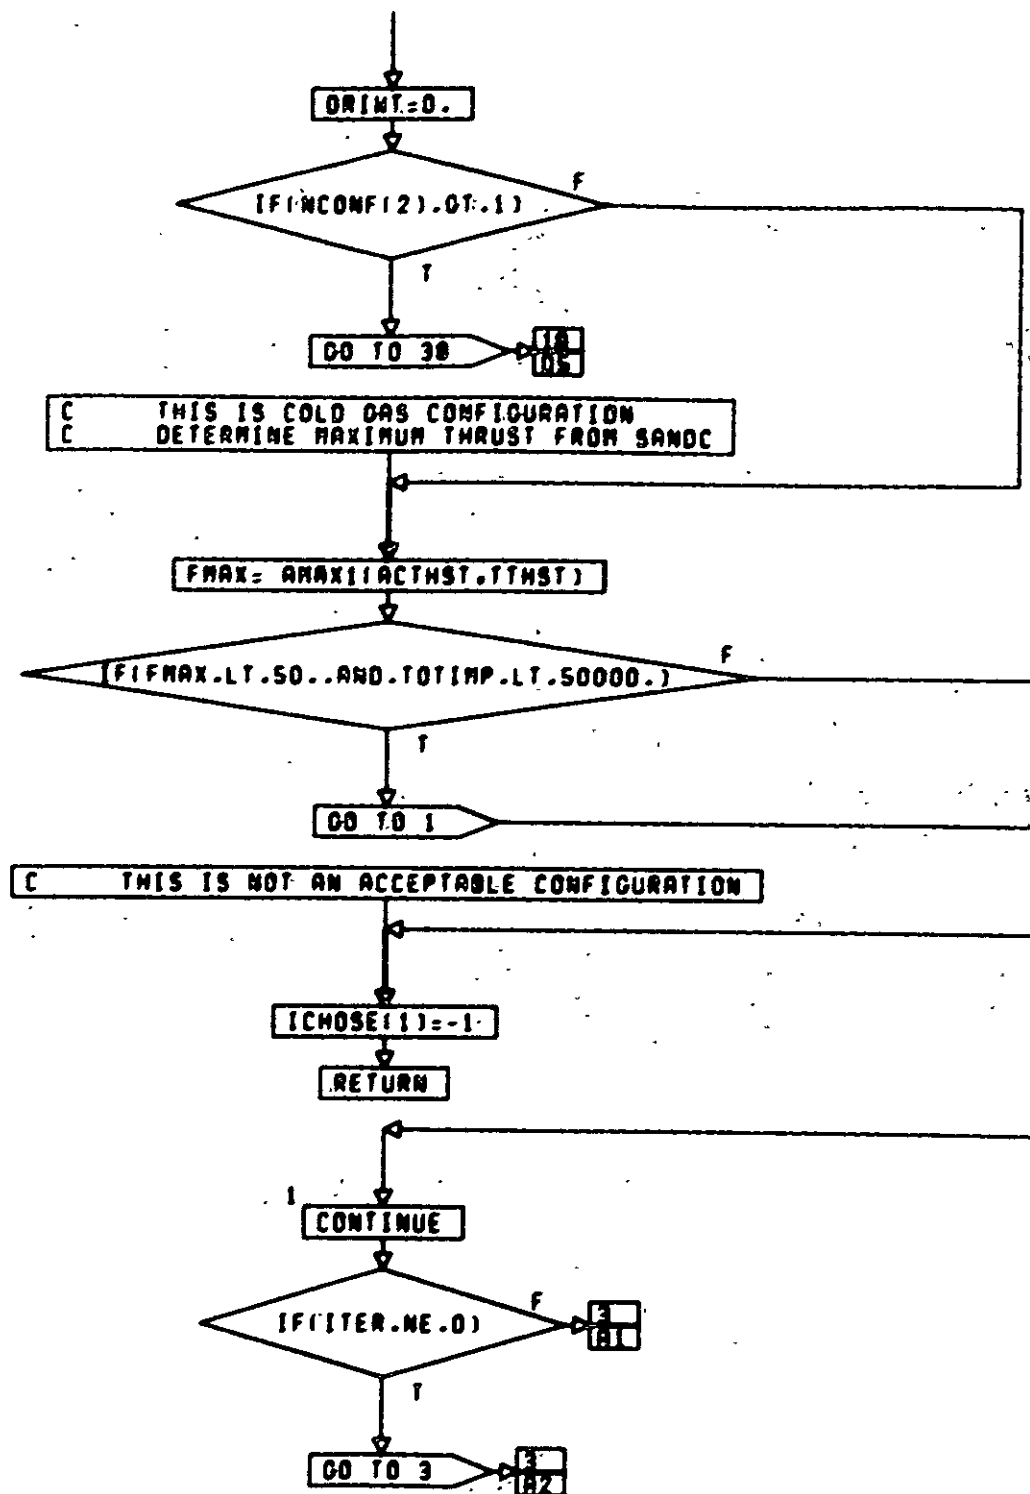 ORINT=0.
IF(NCONF(2).GT.1)
F
T
GO TO 38
10
05
C THIS IS COLD GAS CONFIGURATION
C DETERMINE MAXIMUM THRUST FROM SANDC
FMAX= AMAX1(ACTHST,TTHST)
IF(FMAX.LT.50..AND.TOTIMP.LT.50000.)
F
T
GO TO 1
C THIS IS NOT AN ACCEPTABLE CONFIGURATION
ICHOSE(1)=-1
RETURN
1
CONTINUE
IF(ITER.NE.0)
F
3
A1
T
GO TO 3
3
A2